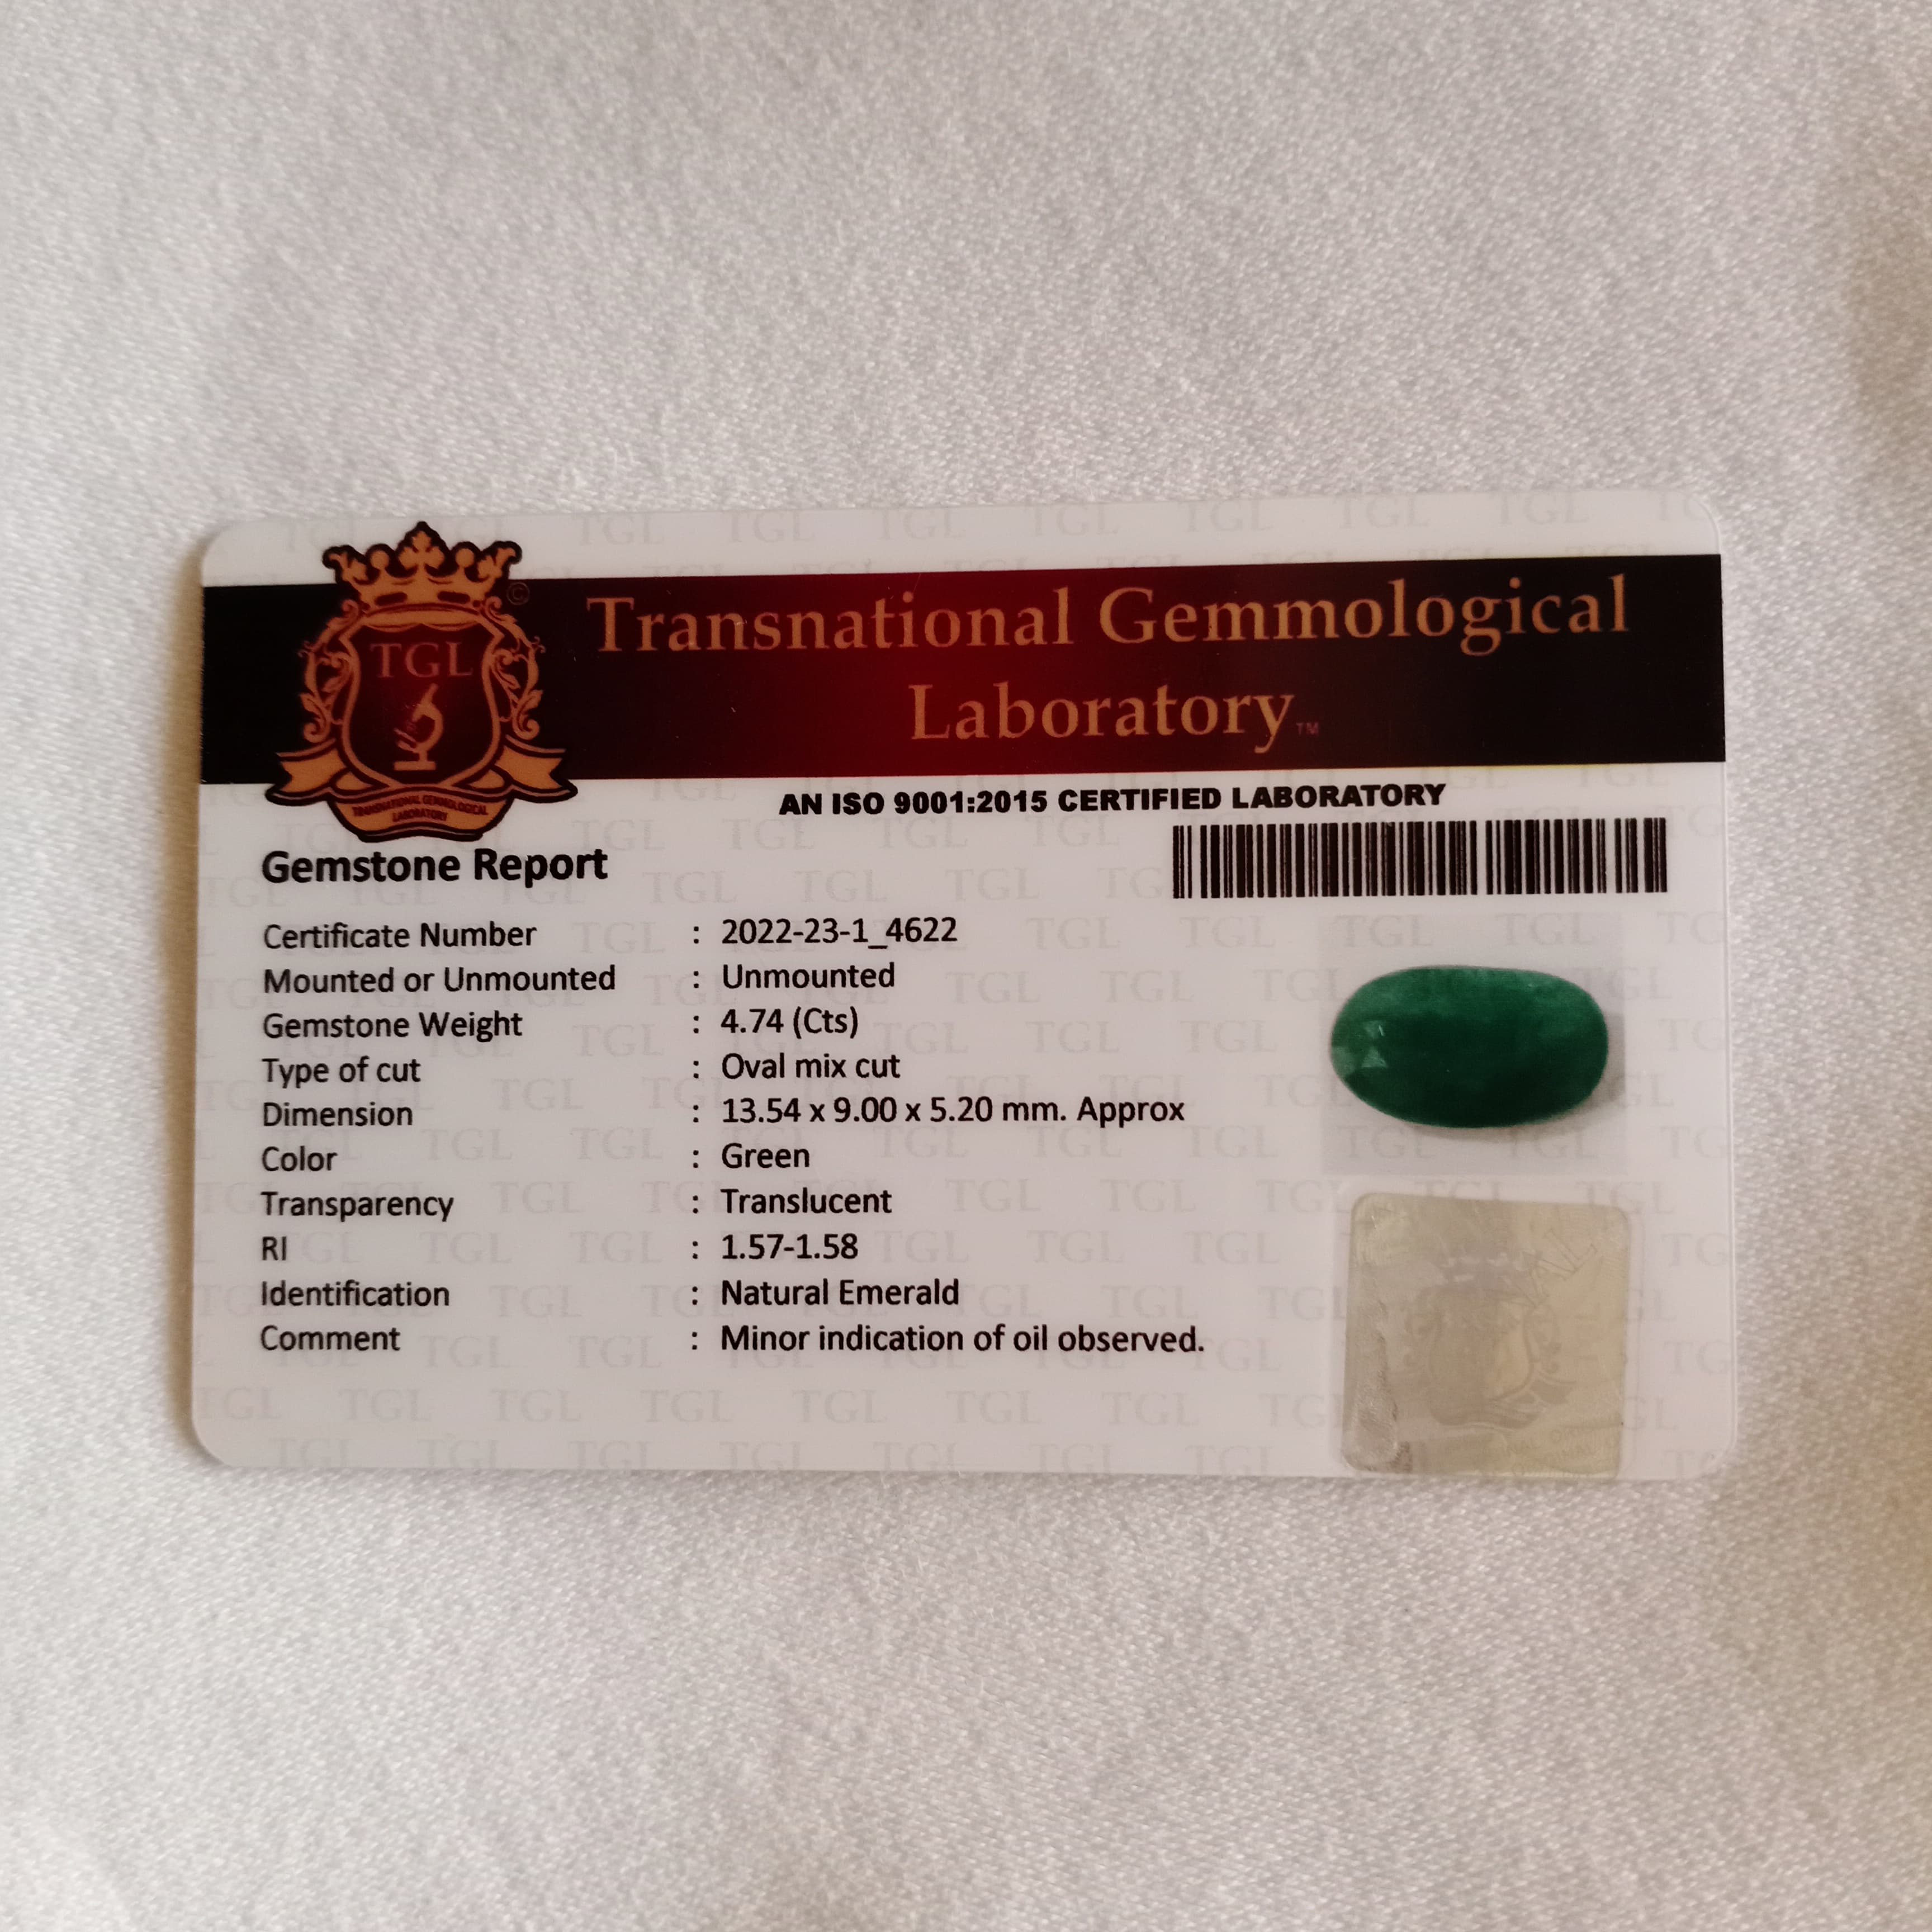 TGL
©
TRANSNATIONAL GEMMOLOGICAL
LABORATORY
Transnational Gemmological
Laboratory™
AN ISO 9001:2015 CERTIFIED LABORATORY
Gemstone Report
Certificate Number : 2022-23-1_4622
Mounted or Unmounted : Unmounted
Gemstone Weight : 4.74 (Cts)
Type of cut : Oval mix cut
Dimension : 13.54 x 9.00 x 5.20 mm. Approx
Color : Green
Transparency : Translucent
RI : 1.57-1.58
Identification : Natural Emerald
Comment : Minor indication of oil observed.